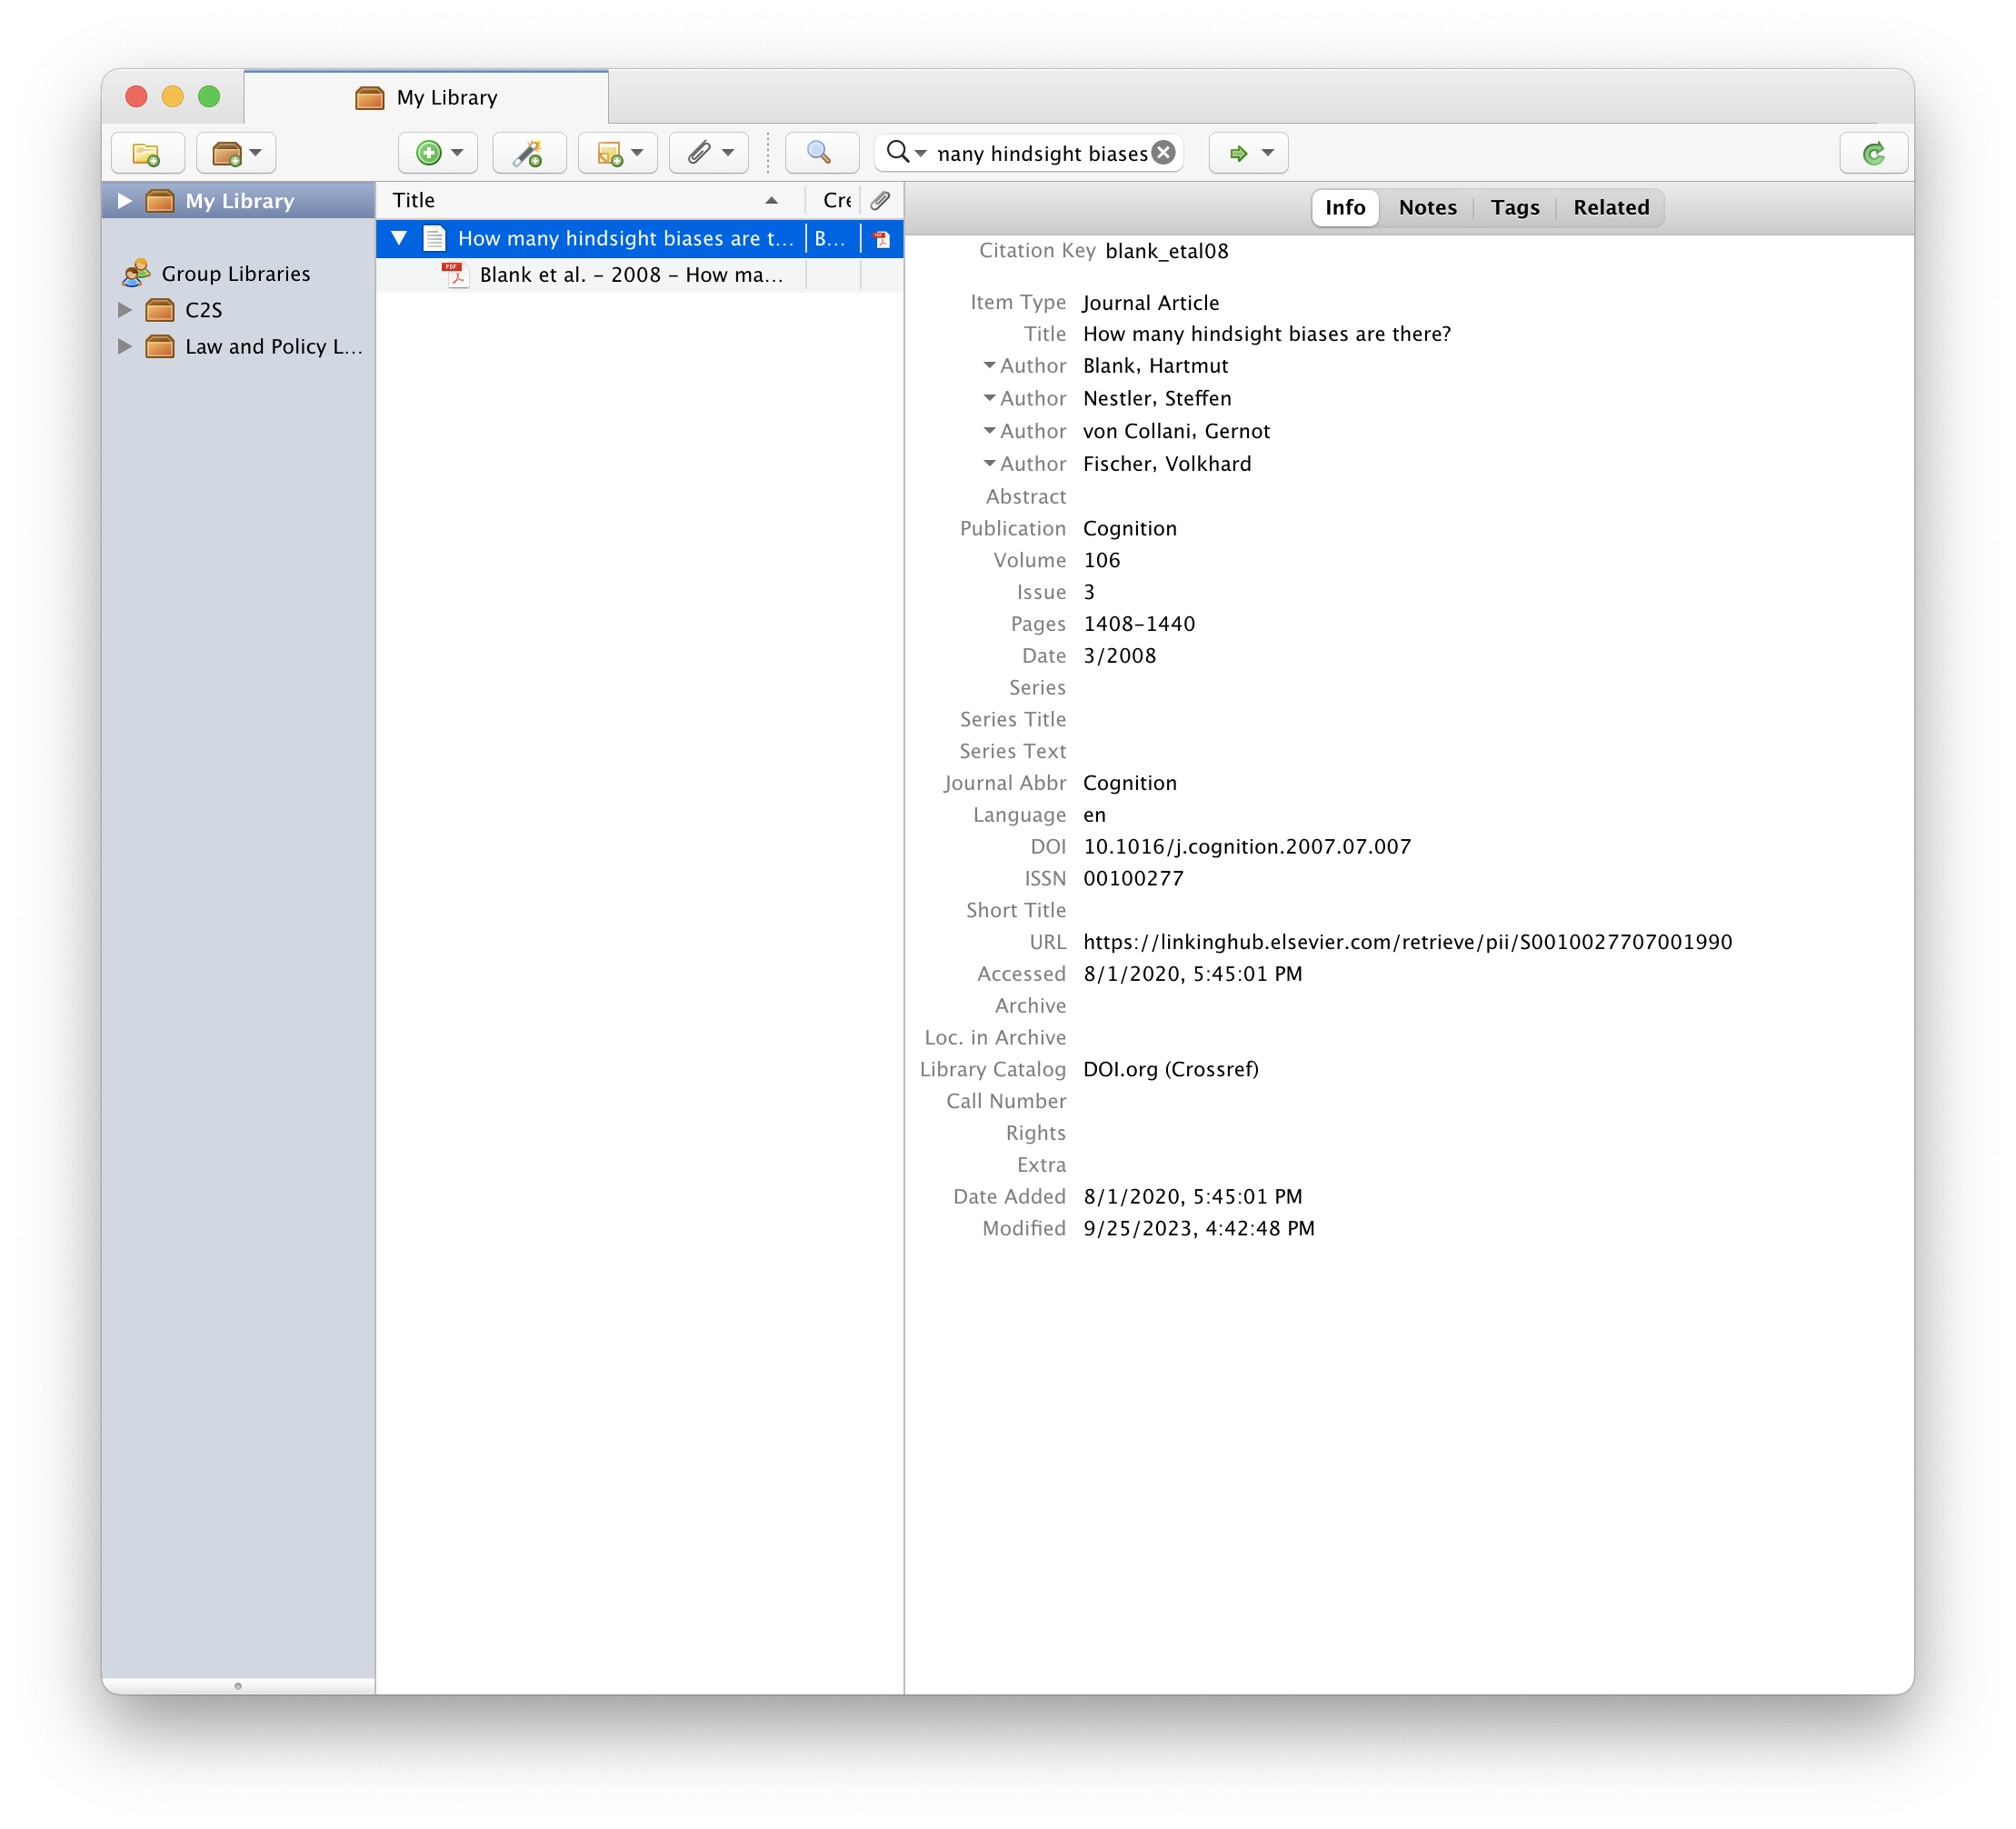 My Library
many hindsight biases
My Library
Group Libraries
C2S
Law and Policy L...
Title Cre
How many hindsight biases are t... B...
PDF Blank et al. - 2008 - How ma...
Info Notes Tags Related
Citation Key blank_etal08
Item Type Journal Article
Title How many hindsight biases are there?
Author Blank, Hartmut
Author Nestler, Steffen
Author von Collani, Gernot
Author Fischer, Volkhard
Abstract
Publication Cognition
Volume 106
Issue 3
Pages 1408-1440
Date 3/2008
Series
Series Title
Series Text
Journal Abbr Cognition
Language en
DOI 10.1016/j.cognition.2007.07.007
ISSN 00100277
Short Title
URL https://linkinghub.elsevier.com/retrieve/pii/S0010027707001990
Accessed 8/1/2020, 5:45:01 PM
Archive
Loc. in Archive
Library Catalog DOI.org (Crossref)
Call Number
Rights
Extra
Date Added 8/1/2020, 5:45:01 PM
Modified 9/25/2023, 4:42:48 PM